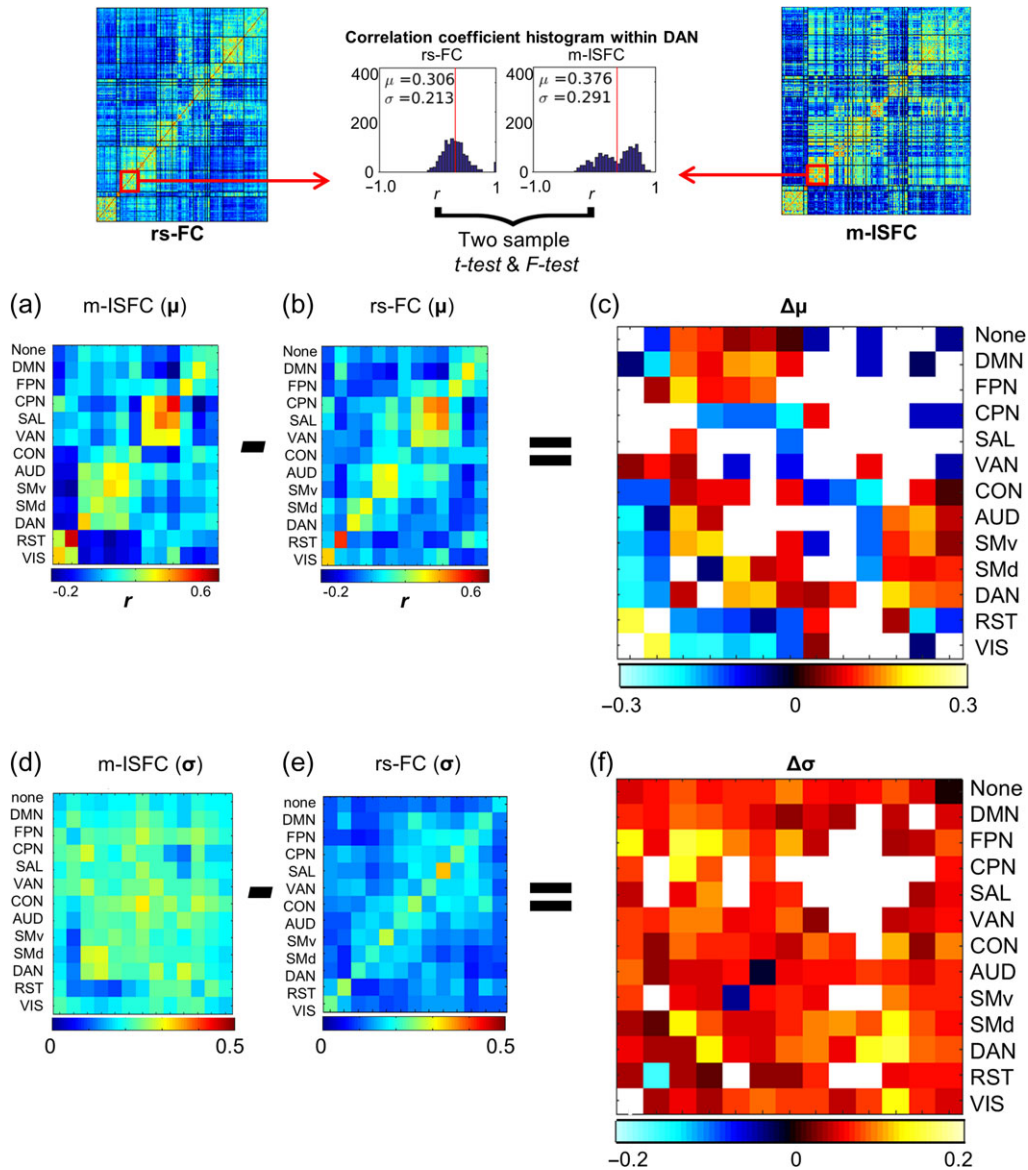 Correlation coefficient histogram within DAN
rs-FC
m-ISFC
400
200
0
μ =0.306
σ =0.213
400
200
0
μ =0.376
σ =0.291
-1.0
r
1
-1.0
r
1
rs-FC
m-ISFC
Two sample
t-test & F-test
(a)
m-ISFC (μ)
None
DMN
FPN
CPN
SAL
VAN
CON
AUD
SMv
SMd
DAN
RST
VIS
-0.2
0.6
r
(b)
rs-FC (μ)
None
DMN
FPN
CPN
SAL
VAN
CON
AUD
SMv
SMd
DAN
RST
VIS
-0.2
0.6
r
(c)
Δμ
None
DMN
FPN
CPN
SAL
VAN
CON
AUD
SMv
SMd
DAN
RST
VIS
−0.3
0
0.3
(d)
m-ISFC (σ)
none
DMN
FPN
CPN
SAL
VAN
CON
AUD
SMv
SMd
DAN
RST
VIS
0
0.5
(e)
rs-FC (σ)
none
DMN
FPN
CPN
SAL
VAN
CON
AUD
SMv
SMd
DAN
RST
VIS
0
0.5
(f)
Δσ
None
DMN
FPN
CPN
SAL
VAN
CON
AUD
SMv
SMd
DAN
RST
VIS
−0.2
0
0.2